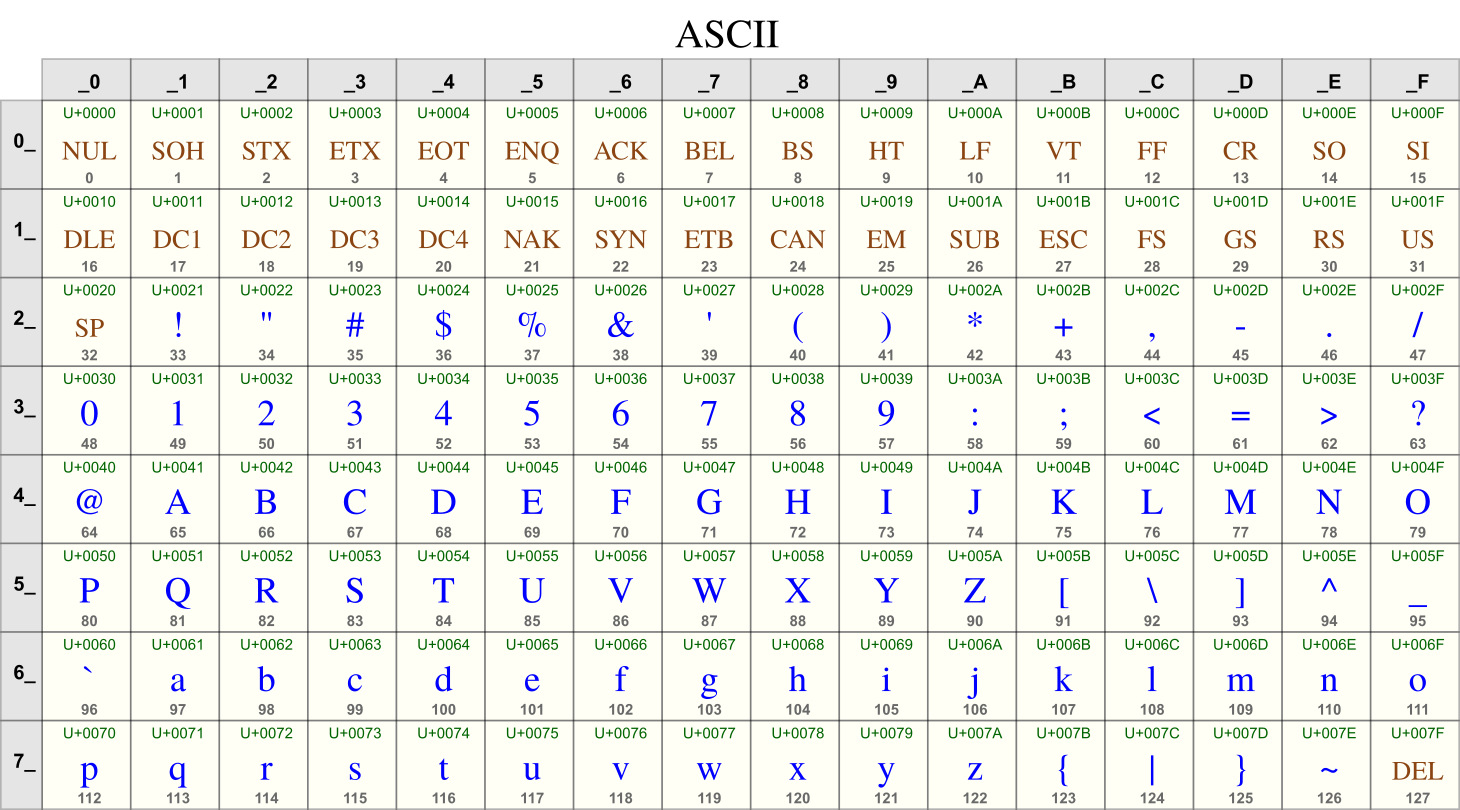 ASCII
_0 _1 _2 _3 _4 _5 _6 _7 _8 _9 _A _B _C _D _E _F
U+0000 U+0001 U+0002 U+0003 U+0004 U+0005 U+0006 U+0007 U+0008 U+0009 U+000A U+000B U+000C U+000D U+000E U+000F
0_ NUL SOH STX ETX EOT ENQ ACK BEL BS HT LF VT FF CR SO SI
0 1 2 3 4 5 6 7 8 9 10 11 12 13 14 15
U+0010 U+0011 U+0012 U+0013 U+0014 U+0015 U+0016 U+0017 U+0018 U+0019 U+001A U+001B U+001C U+001D U+001E U+001F
1_ DLE DC1 DC2 DC3 DC4 NAK SYN ETB CAN EM SUB ESC FS GS RS US
16 17 18 19 20 21 22 23 24 25 26 27 28 29 30 31
U+0020 U+0021 U+0022 U+0023 U+0024 U+0025 U+0026 U+0027 U+0028 U+0029 U+002A U+002B U+002C U+002D U+002E U+002F
2_ SP ! " # $ % & ' ( ) * + , - . /
32 33 34 35 36 37 38 39 40 41 42 43 44 45 46 47
U+0030 U+0031 U+0032 U+0033 U+0034 U+0035 U+0036 U+0037 U+0038 U+0039 U+003A U+003B U+003C U+003D U+003E U+003F
3_ 0 1 2 3 4 5 6 7 8 9 : ; < = > ?
48 49 50 51 52 53 54 55 56 57 58 59 60 61 62 63
U+0040 U+0041 U+0042 U+0043 U+0044 U+0045 U+0046 U+0047 U+0048 U+0049 U+004A U+004B U+004C U+004D U+004E U+004F
4_ @ A B C D E F G H I J K L M N O
64 65 66 67 68 69 70 71 72 73 74 75 76 77 78 79
U+0050 U+0051 U+0052 U+0053 U+0054 U+0055 U+0056 U+0057 U+0058 U+0059 U+005A U+005B U+005C U+005D U+005E U+005F
5_ P Q R S T U V W X Y Z [ \ ] ^ _
80 81 82 83 84 85 86 87 88 89 90 91 92 93 94 95
U+0060 U+0061 U+0062 U+0063 U+0064 U+0065 U+0066 U+0067 U+0068 U+0069 U+006A U+006B U+006C U+006D U+006E U+006F
6_ ` a b c d e f g h i j k l m n o
96 97 98 99 100 101 102 103 104 105 106 107 108 109 110 111
U+0070 U+0071 U+0072 U+0073 U+0074 U+0075 U+0076 U+0077 U+0078 U+0079 U+007A U+007B U+007C U+007D U+007E U+007F
7_ p q r s t u v w x y z { | } ~ DEL
112 113 114 115 116 117 118 119 120 121 122 123 124 125 126 127